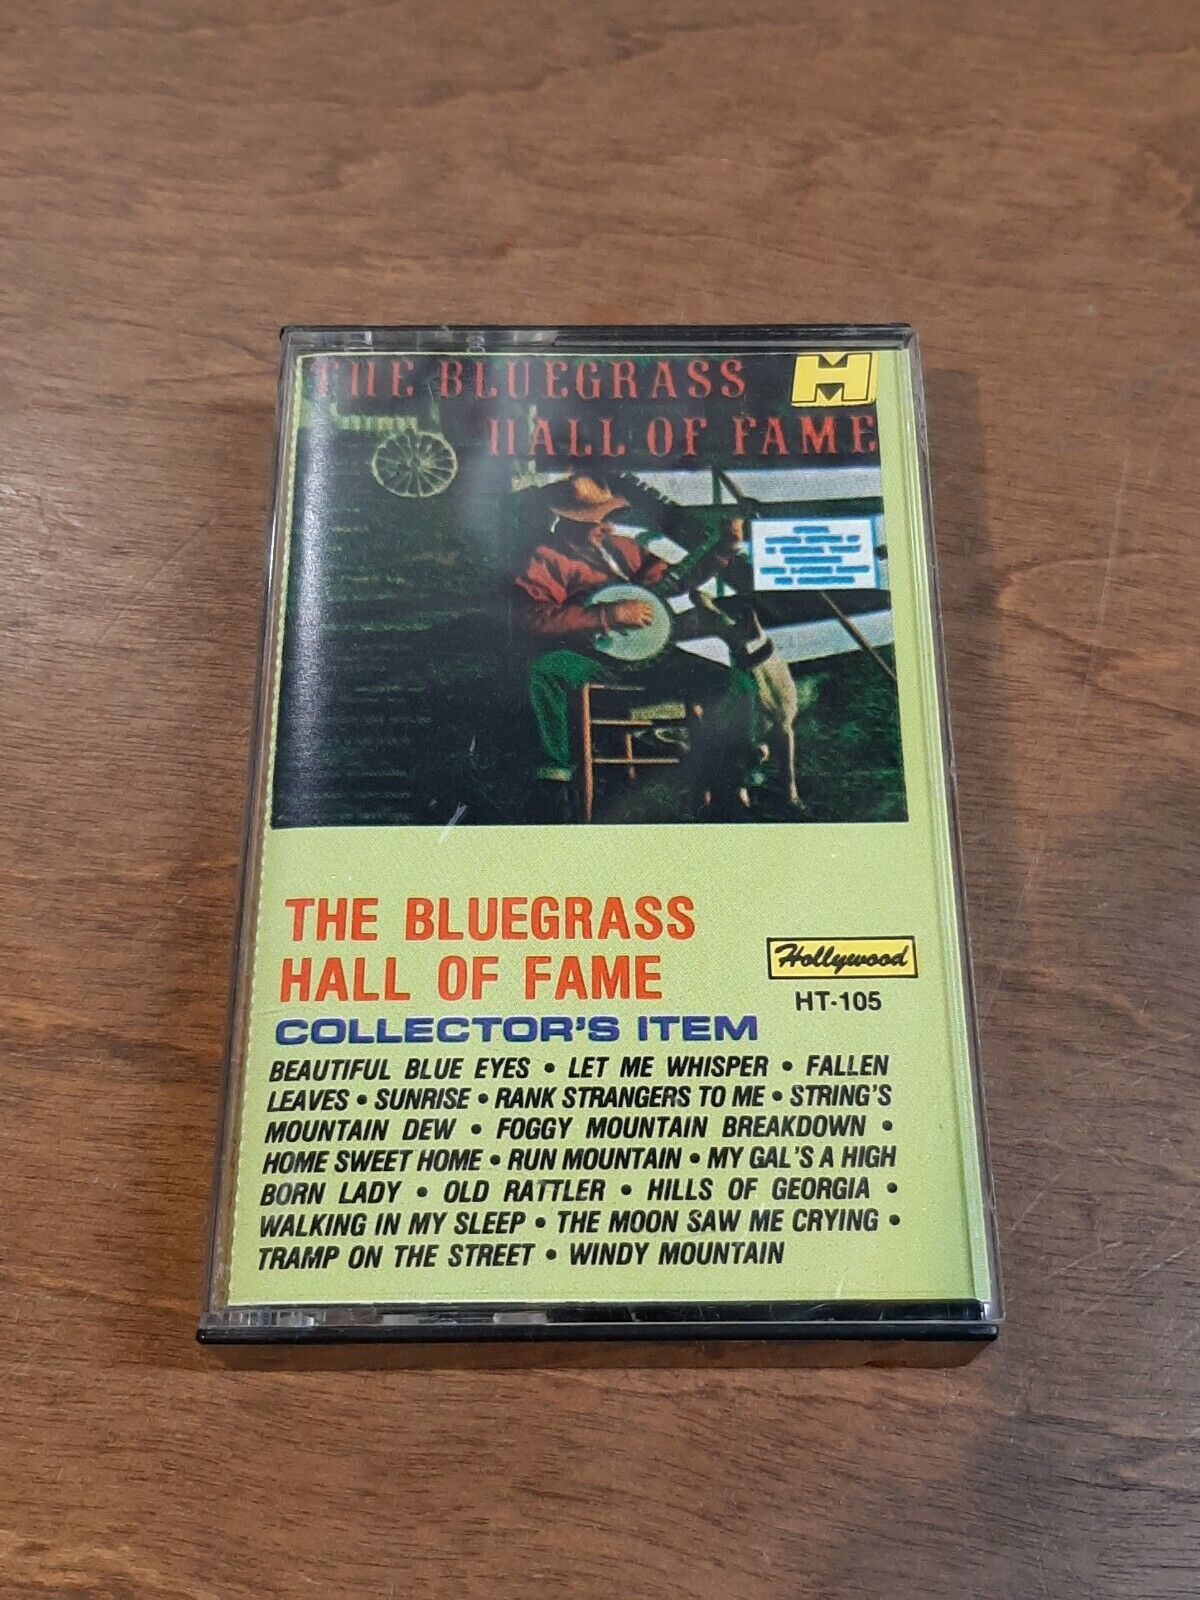 THE BLUEGRASS
HALL OF FAME
H
THE BLUEGRASS
HALL OF FAME
Hollywood
HT-105
COLLECTOR'S ITEM
BEAUTIFUL BLUE EYES • LET ME WHISPER • FALLEN
LEAVES • SUNRISE • RANK STRANGERS TO ME • STRING'S
MOUNTAIN DEW • FOGGY MOUNTAIN BREAKDOWN •
HOME SWEET HOME • RUN MOUNTAIN • MY GAL'S A HIGH
BORN LADY • OLD RATTLER • HILLS OF GEORGIA •
WALKING IN MY SLEEP • THE MOON SAW ME CRYING •
TRAMP ON THE STREET • WINDY MOUNTAIN